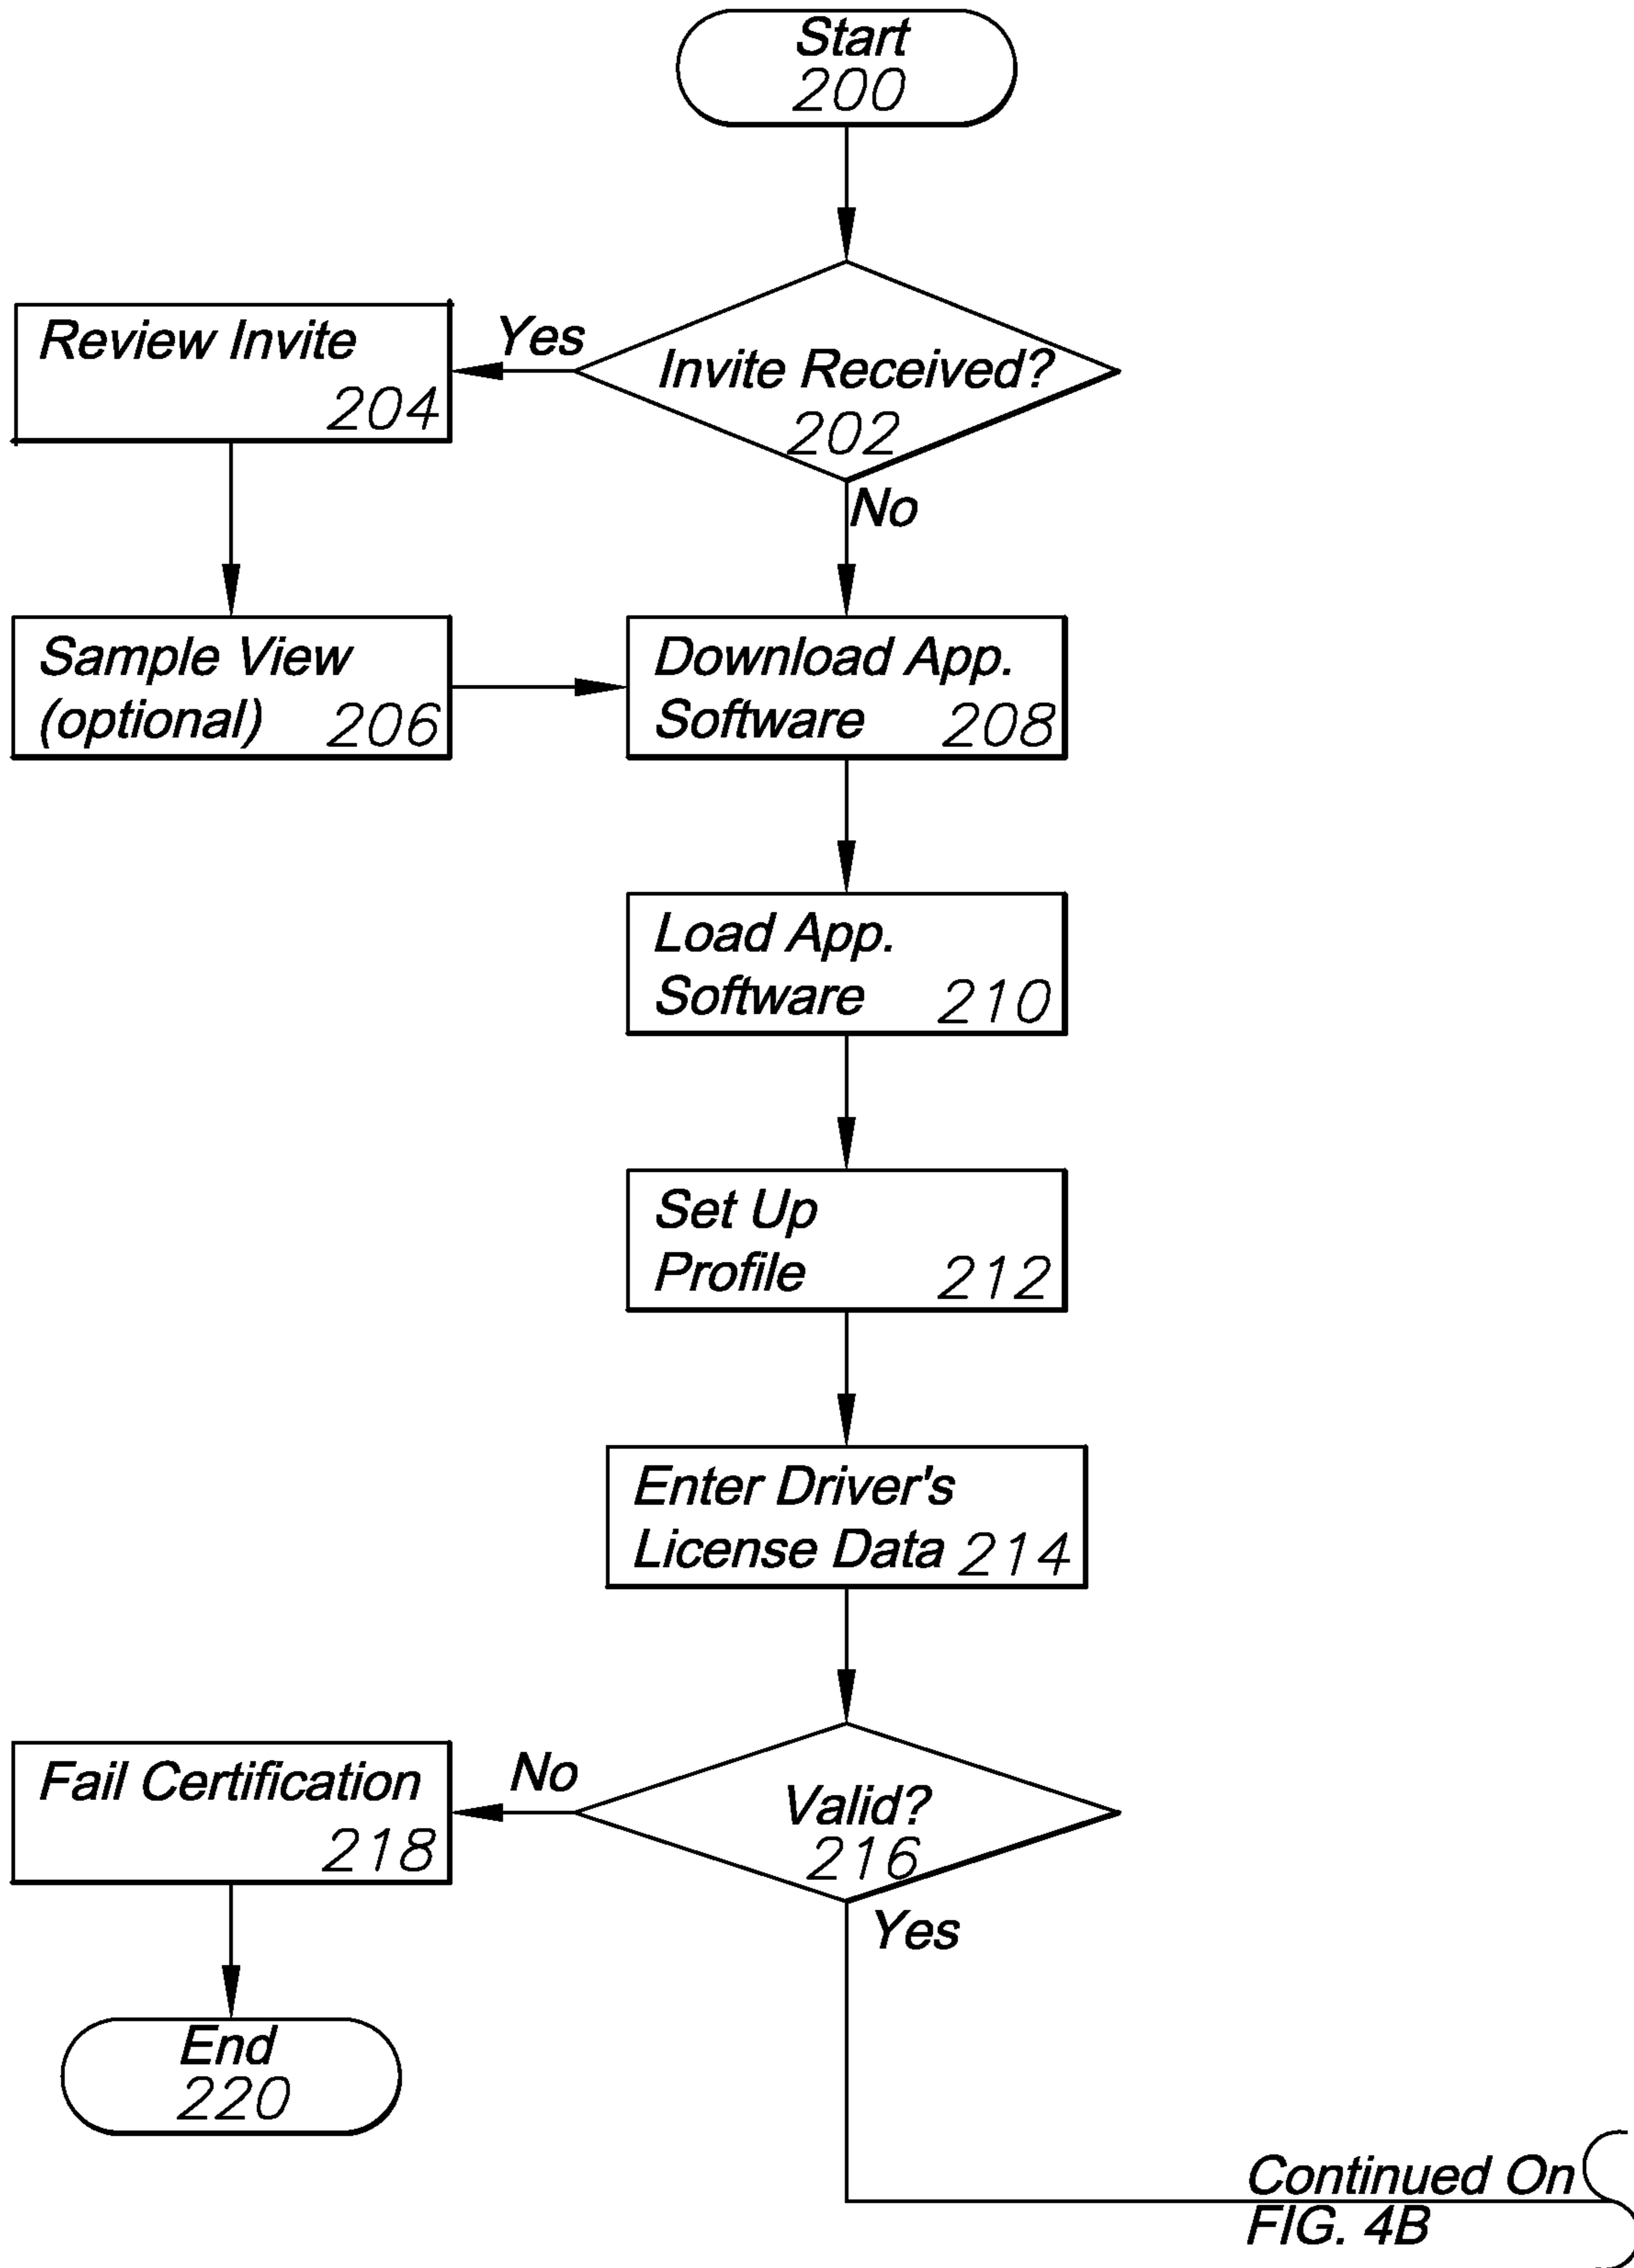 Start
200
Invite Received?
202
Yes
Review Invite
204
No
Sample View
(optional) 206
Download App.
Software 208
Load App.
Software 210
Set Up
Profile 212
Enter Driver's
License Data 214
Valid?
216
No
Fail Certification
218
Yes
End
220
Continued On
FIG. 4B